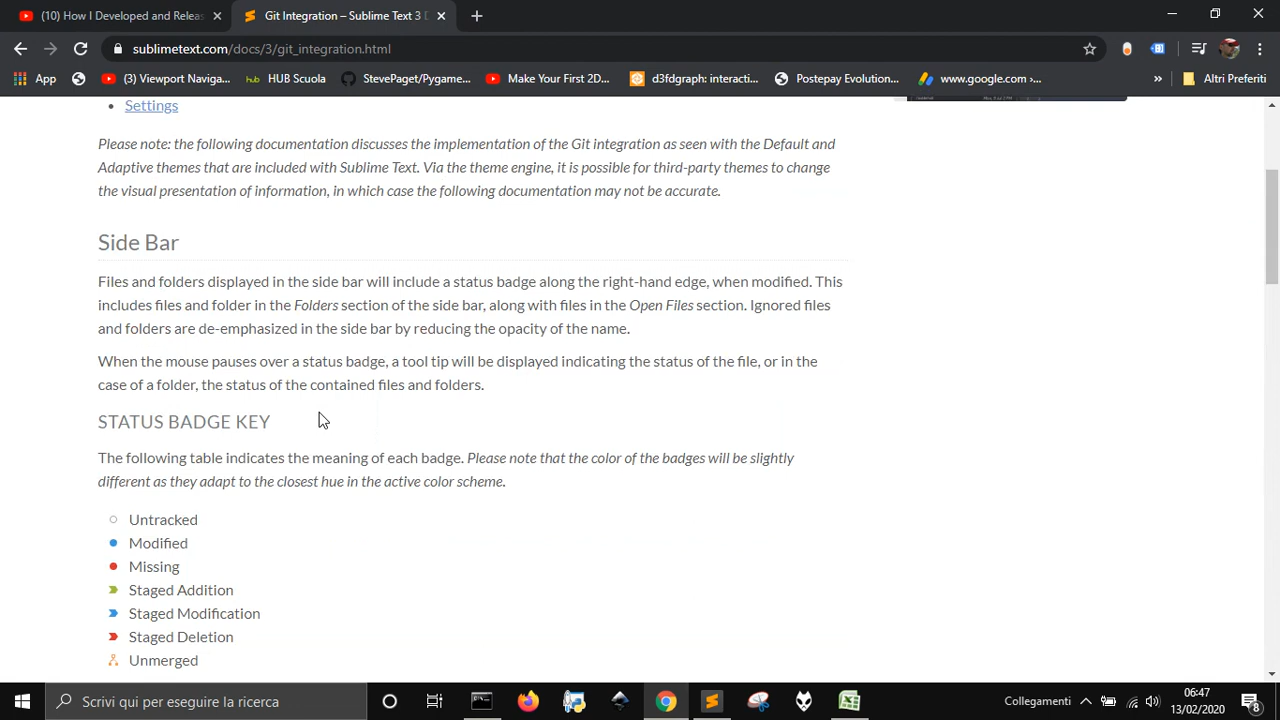 (10) How I Developed and Releas
Git Integration – Sublime Text 3 D
sublimetext.com/docs/3/git_integration.html
App
(3) Viewport Naviga...
HUB Scuola
StevePaget/Pygame...
Make Your First 2D...
d3fdgraph: interacti...
Postepay Evolution...
www.google.com ›...
»
Altri Preferiti
Settings
Please note: the following documentation discusses the implementation of the Git integration as seen with the Default and
Adaptive themes that are included with Sublime Text. Via the theme engine, it is possible for third-party themes to change
the visual presentation of information, in which case the following documentation may not be accurate.
Side Bar
Files and folders displayed in the side bar will include a status badge along the right-hand edge, when modified. This
includes files and folder in the Folders section of the side bar, along with files in the Open Files section. Ignored files
and folders are de-emphasized in the side bar by reducing the opacity of the name.
When the mouse pauses over a status badge, a tool tip will be displayed indicating the status of the file, or in the
case of a folder, the status of the contained files and folders.
STATUS BADGE KEY
The following table indicates the meaning of each badge. Please note that the color of the badges will be slightly
different as they adapt to the closest hue in the active color scheme.
Untracked
Modified
Missing
Staged Addition
Staged Modification
Staged Deletion
Unmerged
Scrivi qui per eseguire la ricerca
Collegamenti
06:47
13/02/2020
8